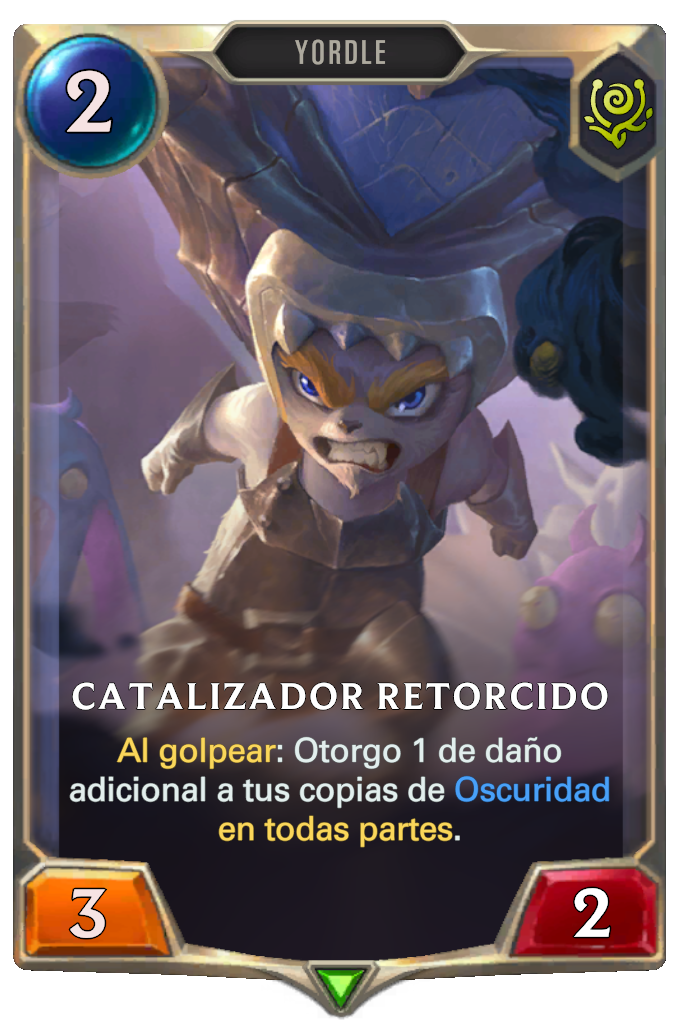 2
YORDLE
CATALIZADOR RETORCIDO
Al golpear: Otorgo 1 de daño
adicional a tus copias de Oscuridad
en todas partes.
3
2